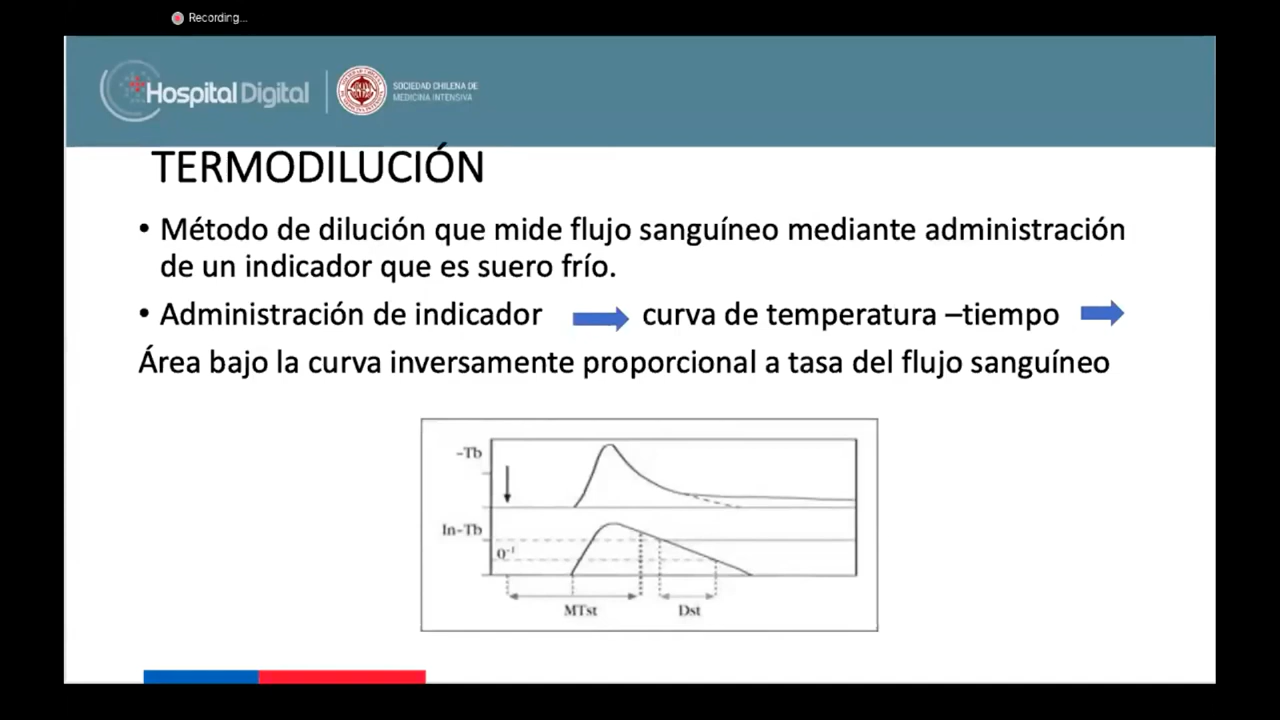 Recording...
Hospital Digital
SOCIEDAD CHILENA DE
MEDICINA INTENSIVA
TERMODILUCIÓN
• Método de dilución que mide flujo sanguíneo mediante administración
de un indicador que es suero frío.
• Administración de indicador curva de temperatura –tiempo
Área bajo la curva inversamente proporcional a tasa del flujo sanguíneo
-Tb
In-Tb
MTst
Dst